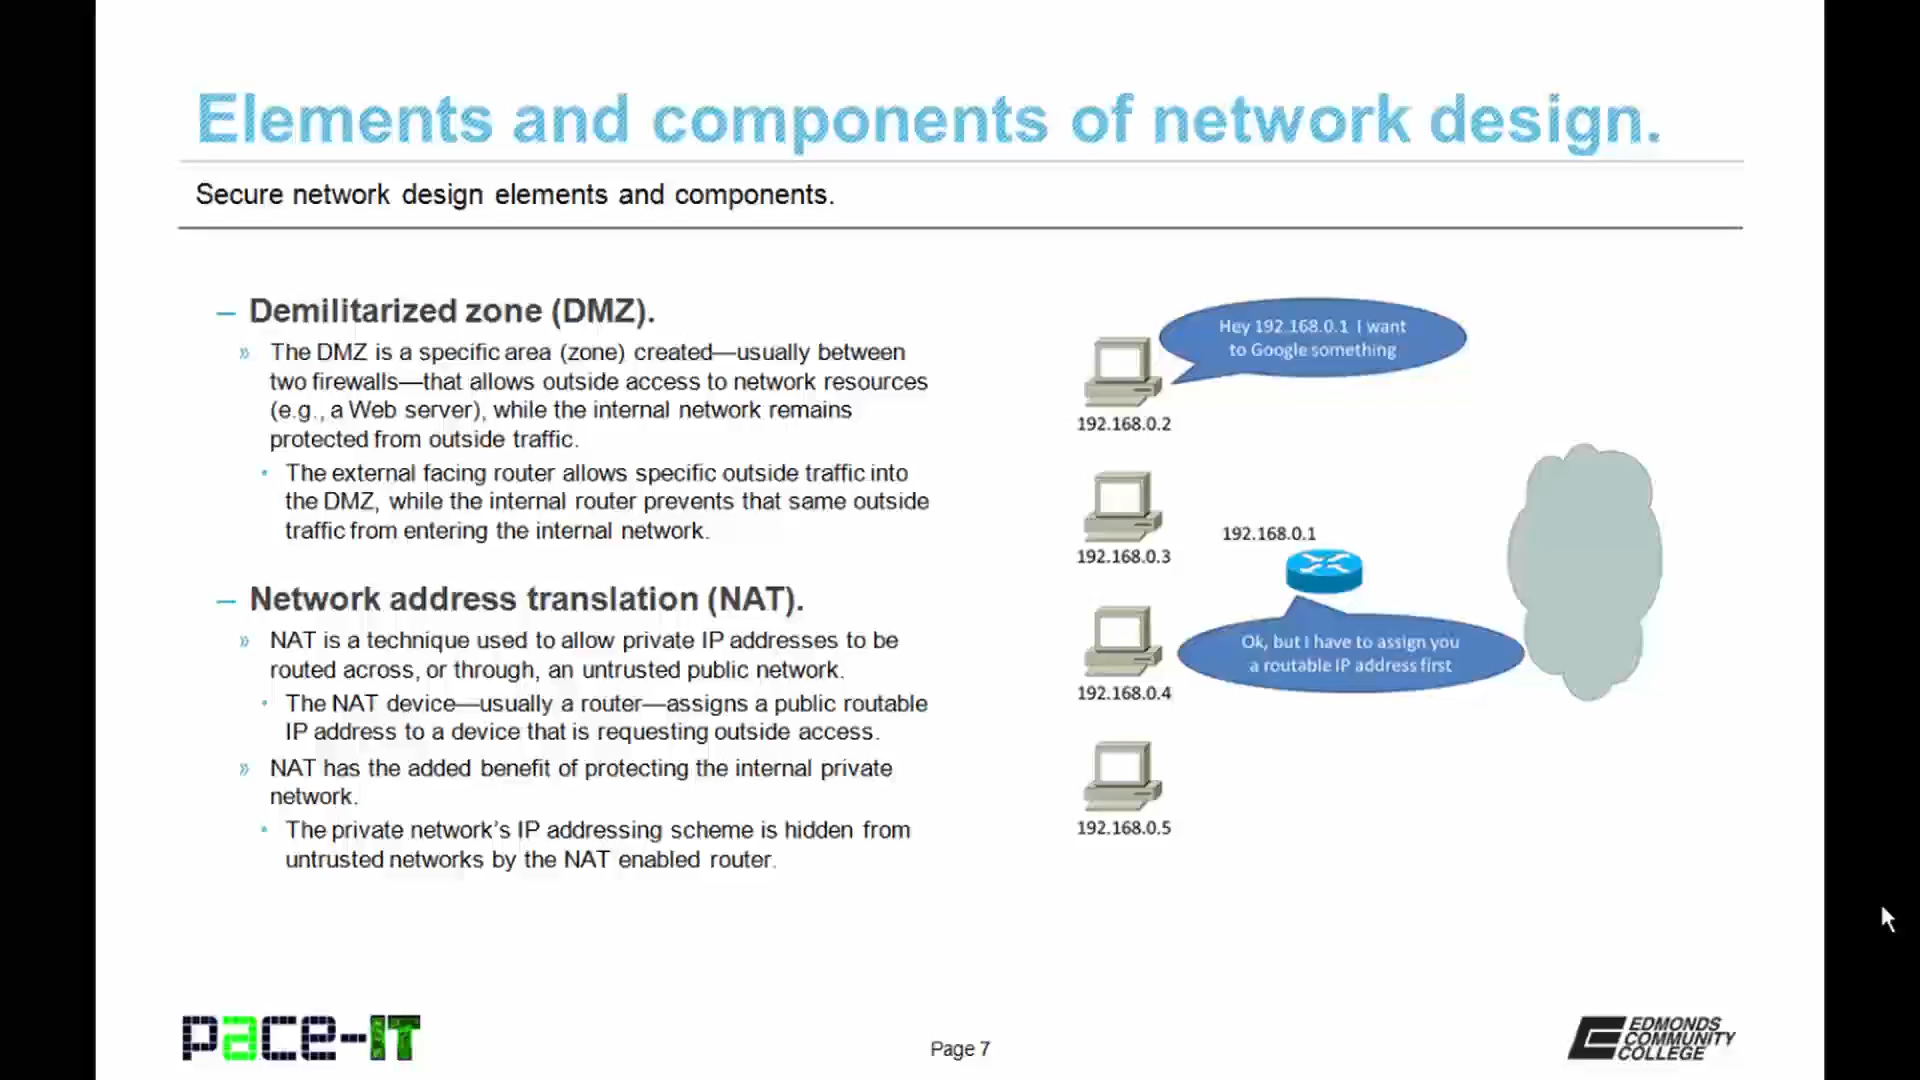 Elements and components of network design.
Secure network design elements and components.
– Demilitarized zone (DMZ).
» The DMZ is a specific area (zone) created—usually between
two firewalls—that allows outside access to network resources
(e.g., a Web server), while the internal network remains
protected from outside traffic.
• The external facing router allows specific outside traffic into
the DMZ, while the internal router prevents that same outside
traffic from entering the internal network.
– Network address translation (NAT).
» NAT is a technique used to allow private IP addresses to be
routed across, or through, an untrusted public network.
• The NAT device—usually a router—assigns a public routable
IP address to a device that is requesting outside access.
» NAT has the added benefit of protecting the internal private
network.
• The private network's IP addressing scheme is hidden from
untrusted networks by the NAT enabled router.
Hey 192.168.0.1 I want
to Google something
192.168.0.2
192.168.0.3
192.168.0.1
Ok, but I have to assign you
a routable IP address first
192.168.0.4
192.168.0.5
pace-IT
Page 7
EDMONDS
COMMUNITY
COLLEGE